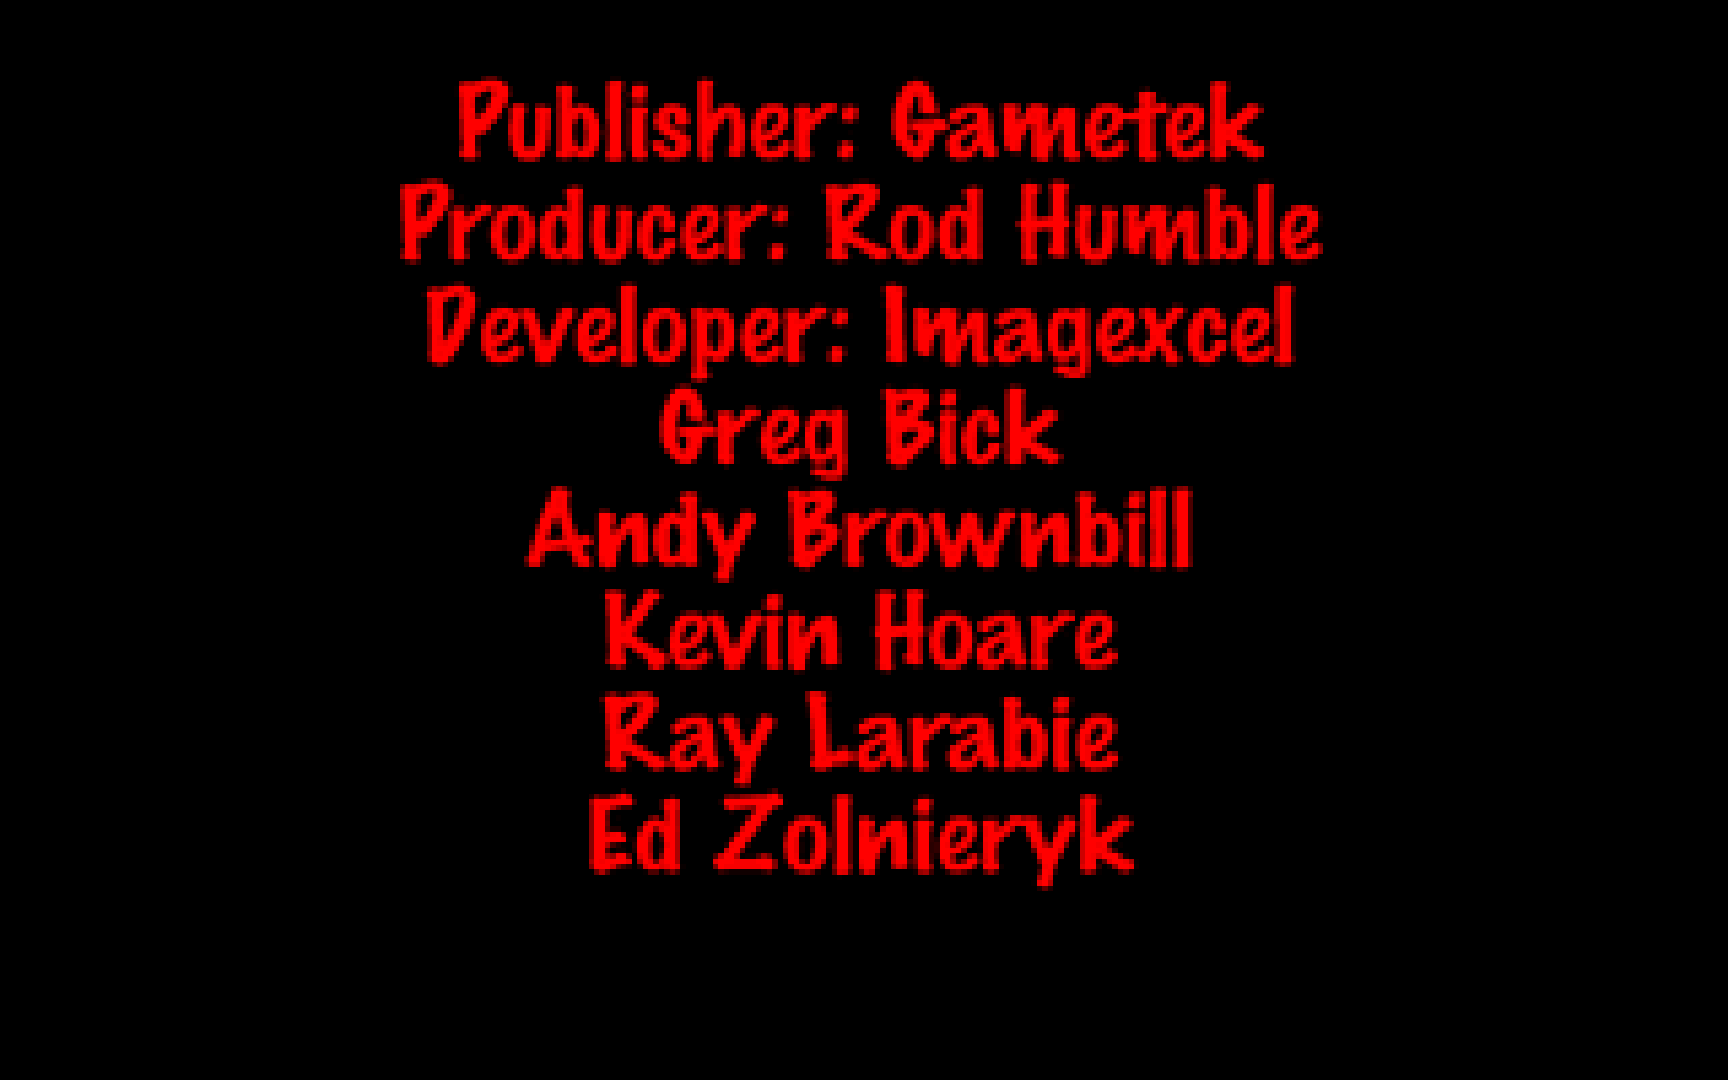 Publisher: Gametek
Producer: Rod Humble
Developer: Imagexcel
Greg Bick
Andy Brownbill
Kevin Hoare
Ray Larabie
Ed Zolnieryk